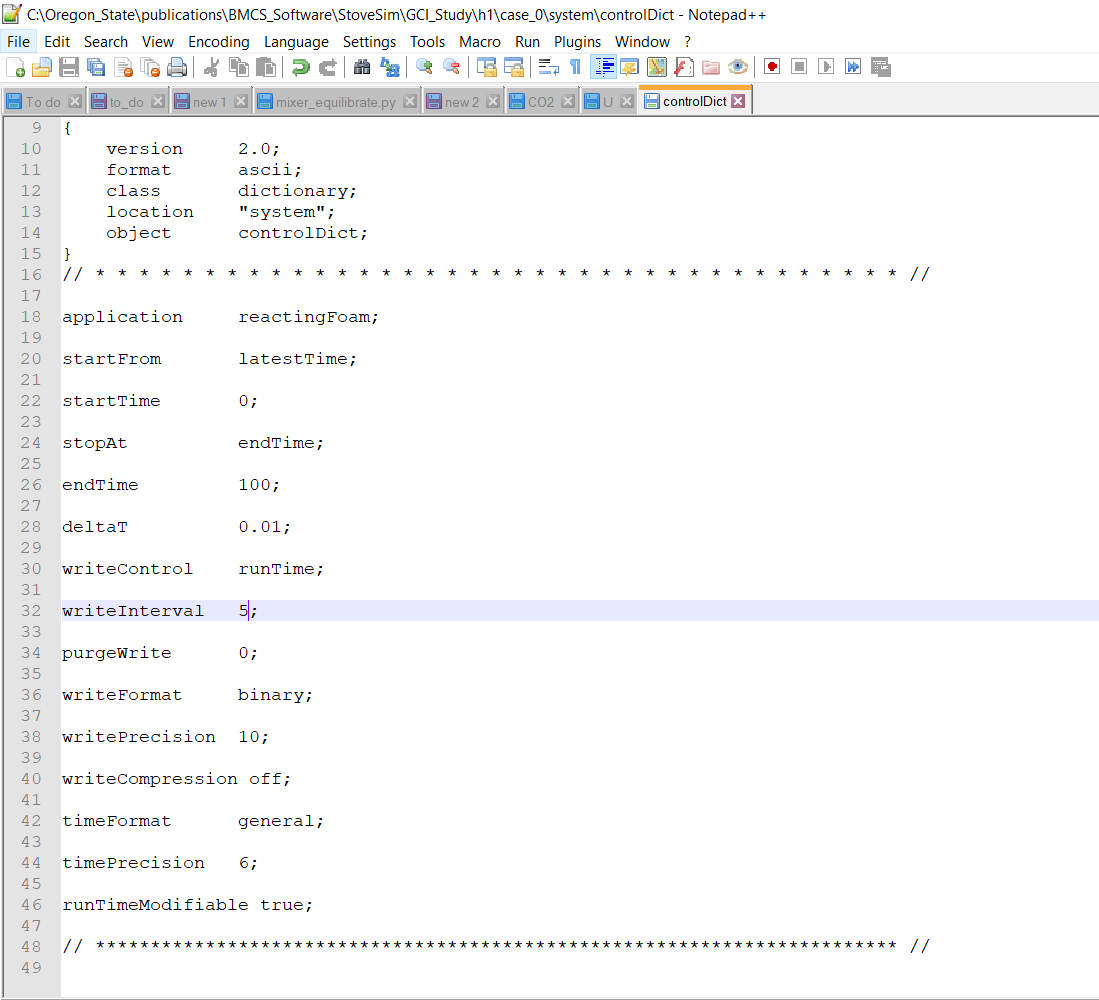 C:\Oregon_State\publications\BMCS_Software\StoveSim\GCI_Study\h1\case_0\system\controlDict - Notepad++
File Edit Search View Encoding Language Settings Tools Macro Run Plugins Window ?
To do to_do new 1 mixer_equilibrate.py new 2 CO2 U controlDict
9 {
10 version 2.0;
11 format ascii;
12 class dictionary;
13 location "system";
14 object controlDict;
15 }
16 // * * * * * * * * * * * * * * * * * * * * * * * * * * * * * * * * * * * * * //
17
18 application reactingFoam;
19
20 startFrom latestTime;
21
22 startTime 0;
23
24 stopAt endTime;
25
26 endTime 100;
27
28 deltaT 0.01;
29
30 writeControl runTime;
31
32 writeInterval 5;
33
34 purgeWrite 0;
35
36 writeFormat binary;
37
38 writePrecision 10;
39
40 writeCompression off;
41
42 timeFormat general;
43
44 timePrecision 6;
45
46 runTimeModifiable true;
47
48 // ************************************************************************* //
49